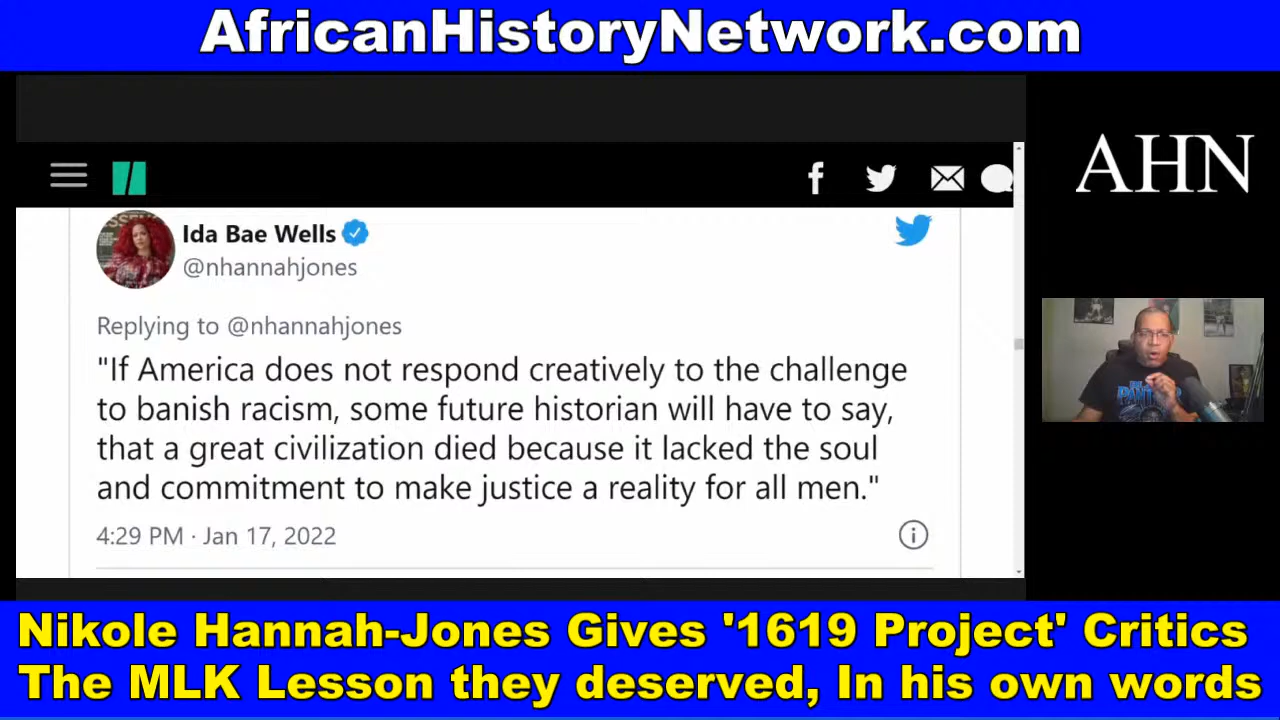 AfricanHistoryNetwork.com
AHN
Ida Bae Wells
@nhannahjones
Replying to @nhannahjones
"If America does not respond creatively to the challenge
to banish racism, some future historian will have to say,
that a great civilization died because it lacked the soul
and commitment to make justice a reality for all men."
4:29 PM · Jan 17, 2022
Nikole Hannah-Jones Gives '1619 Project' Critics
The MLK Lesson they deserved, In his own words